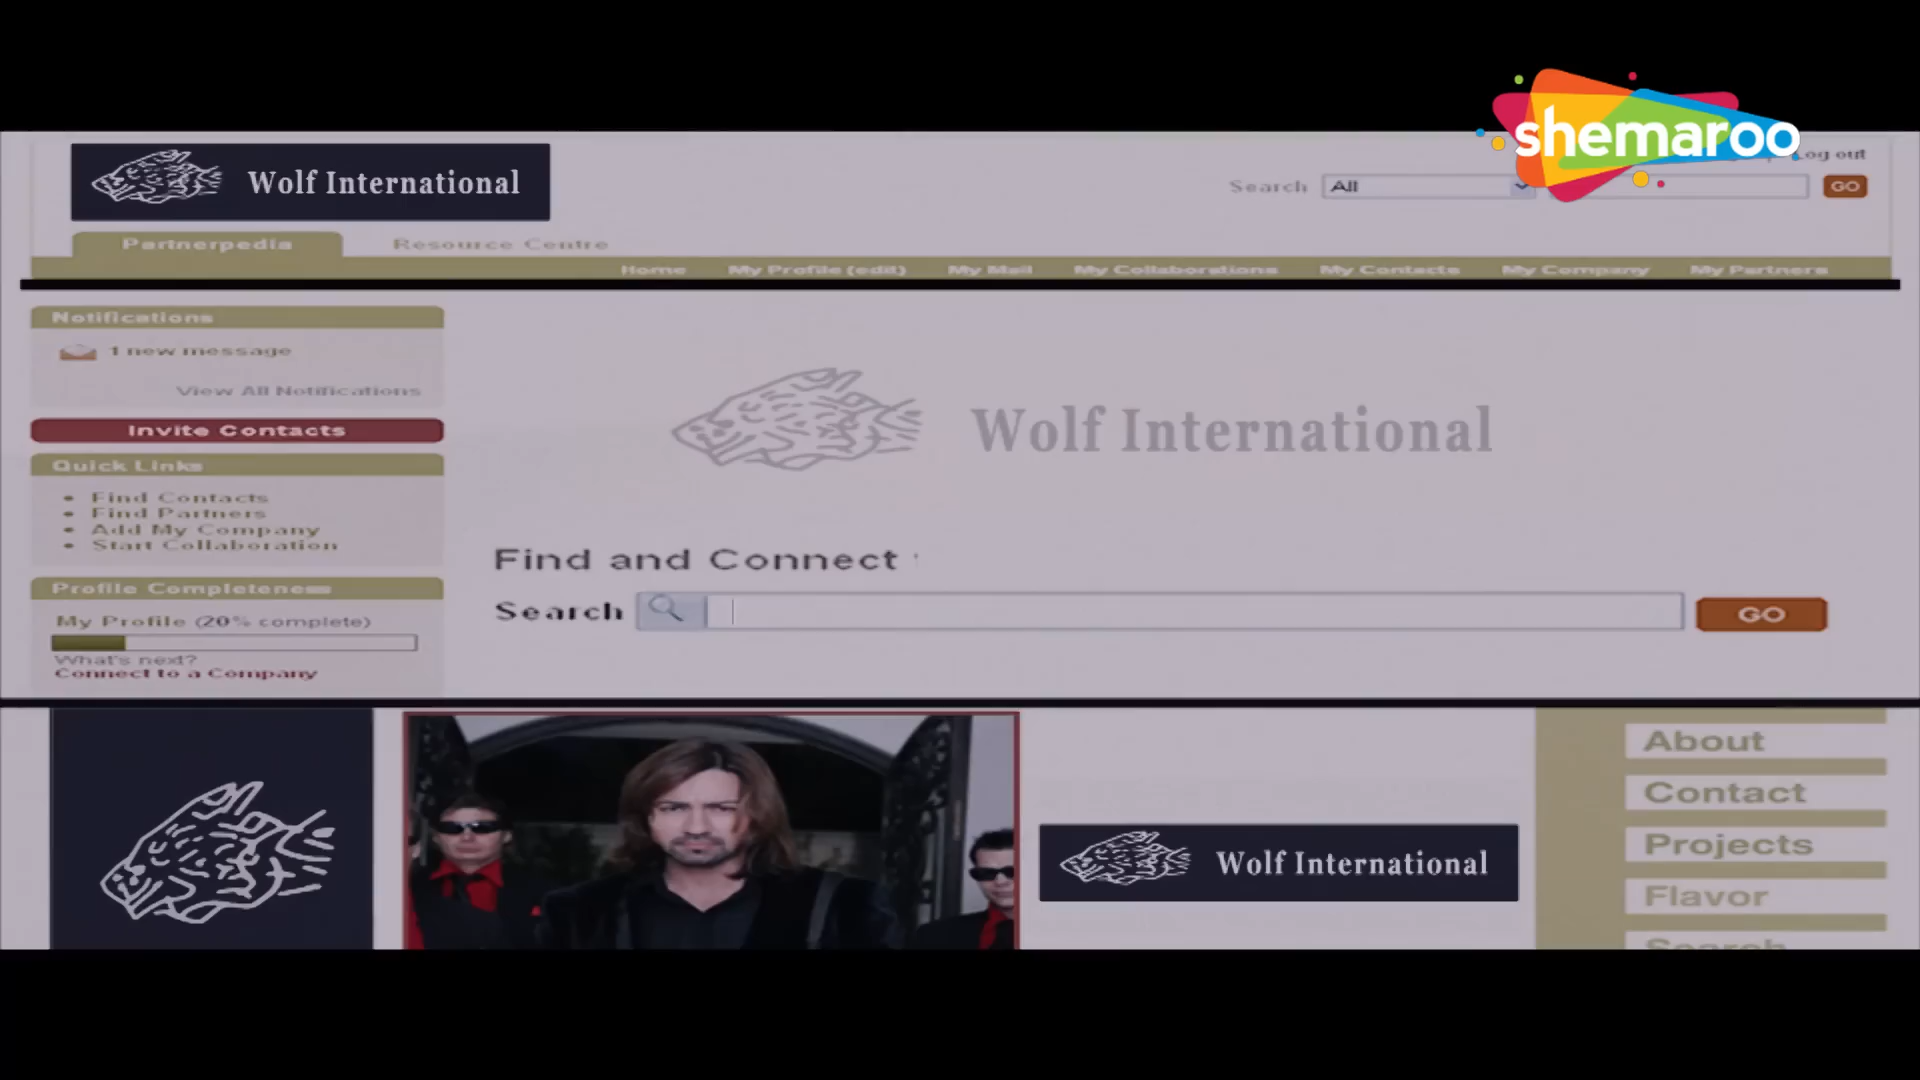 shemaroo
Wolf International
Log out
Search All GO
Partnerpedia Resource Centre
Home My Profile (edit) My Mail My Collaborations My Contacts My Company My Partners
Notifications
1 new message
View All Notifications
Invite Contacts
Quick Links
• Find Contacts
• Find Partners
• Add My Company
• Start Collaboration
Profile Completeness
My Profile (20% complete)
What's next?
Connect to a Company
Wolf International
Find and Connect
Search GO
Wolf International
About
Contact
Projects
Flavor
Search